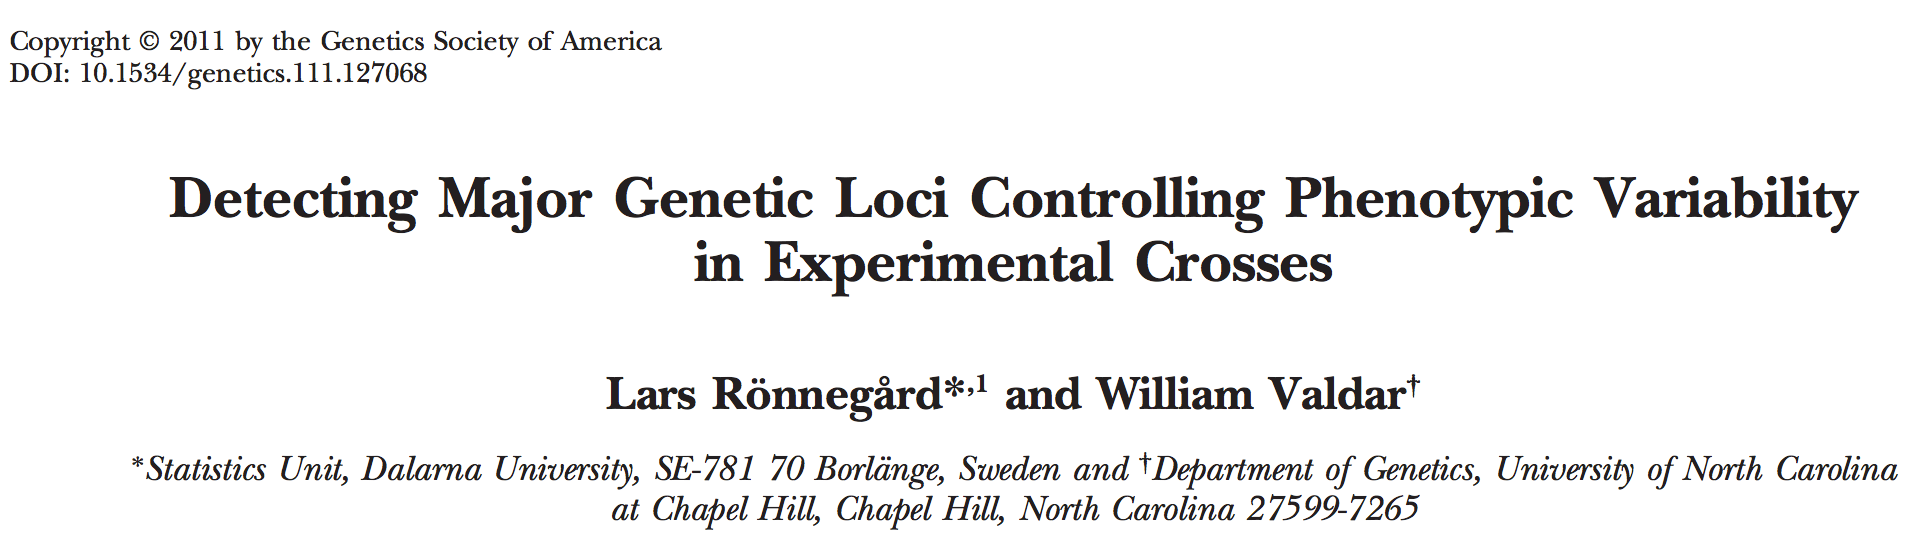 Copyright © 2011 by the Genetics Society of America
DOI: 10.1534/genetics.111.127068
Detecting Major Genetic Loci Controlling Phenotypic Variability
in Experimental Crosses
Lars Rönnegård*,1 and William Valdar†
*Statistics Unit, Dalarna University, SE-781 70 Borlänge, Sweden and †Department of Genetics, University of North Carolina
at Chapel Hill, Chapel Hill, North Carolina 27599-7265